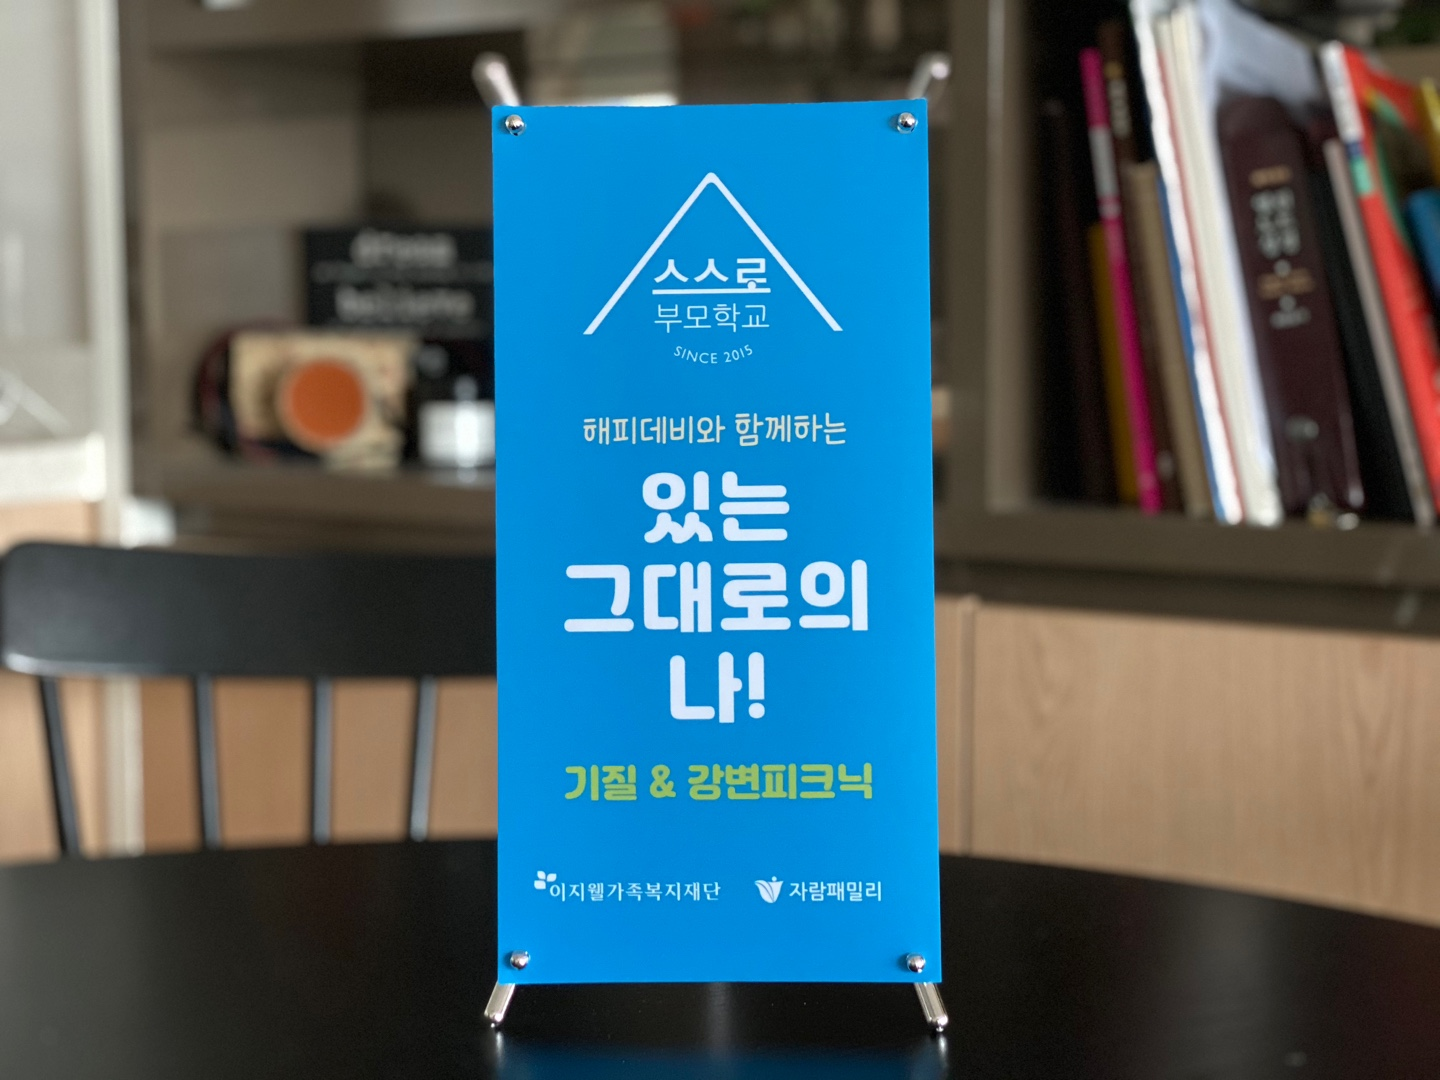 스스로
부모학교
SINCE 2015
해피데비와 함께하는
있는
그대로의
나!
기질 & 강변피크닉
이지웰가족복지재단 자람패밀리